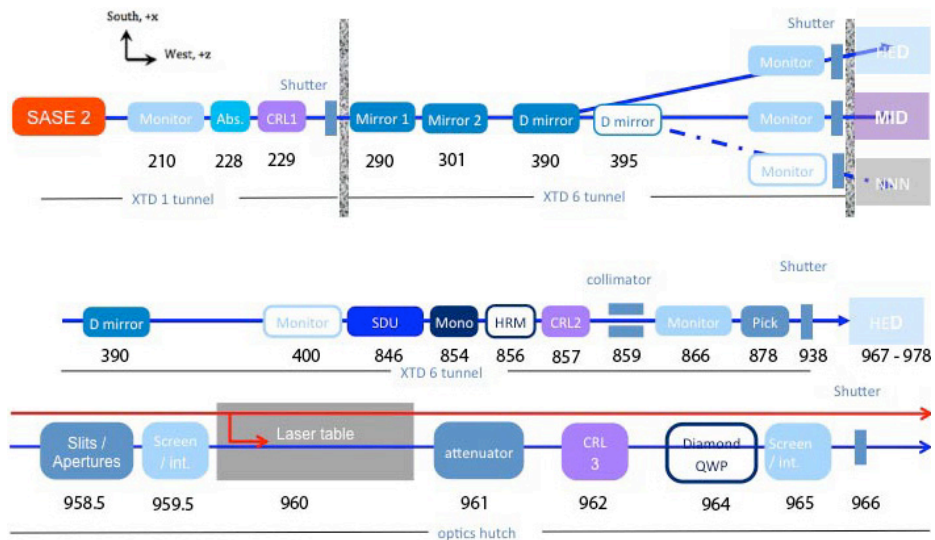 South, +x
West, +z
Shutter
Shutter
SASE 2
Monitor
Abs.
CRL1
Mirror 1
Mirror 2
D mirror
D mirror
Monitor
HED
Monitor
MID
Monitor
NNN
210
228
229
290
301
390
395
XTD 1 tunnel
XTD 6 tunnel
collimator
Shutter
D mirror
Monitor
SDU
Mono
HRM
CRL2
Monitor
Pick
HED
390
400
846
854
856
857
859
866
878
938
967 - 978
XTD 6 tunnel
Shutter
Slits /
Apertures
Screen
/ int.
Laser table
attenuator
CRL
3
Diamond
QWP
Screen
/ int.
958.5
959.5
960
961
962
964
965
966
optics hutch